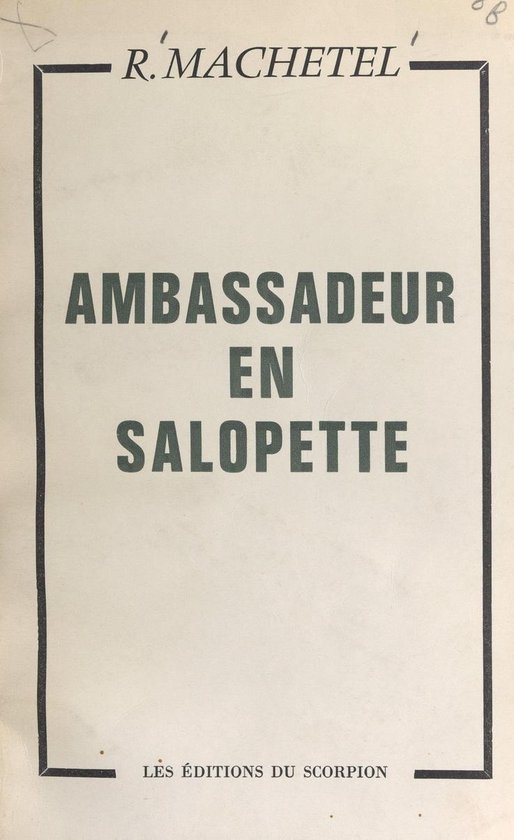 R. MACHETEL
AMBASSADEUR
EN
SALOPETTE
LES ÉDITIONS DU SCORPION